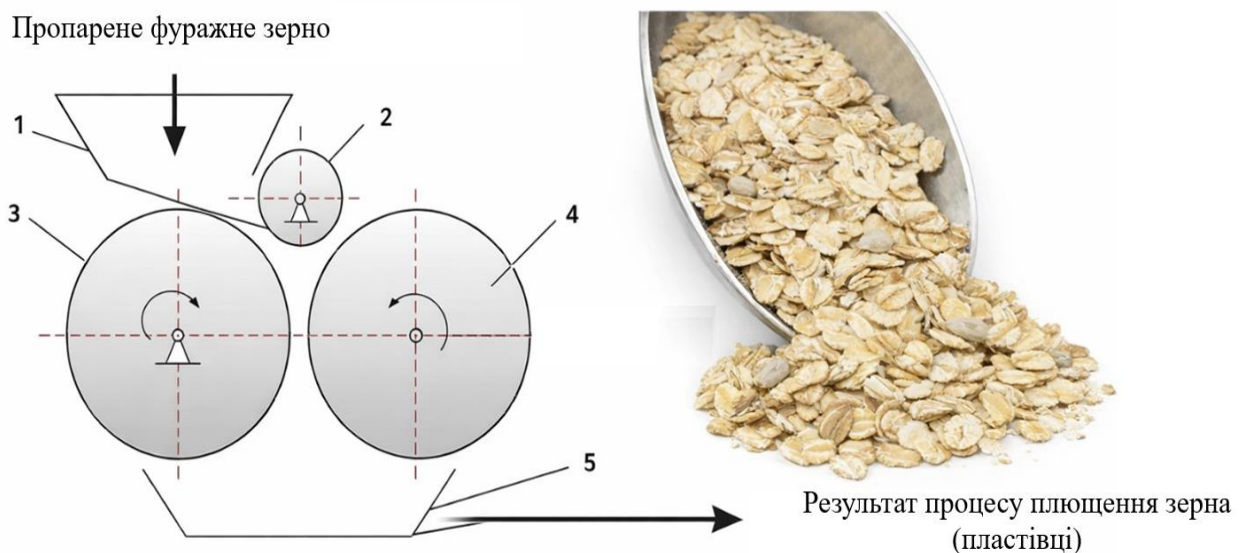 Пропарене фуражне зерно
1
2
3
4
5
Результат процесу плющення зерна
(пластівці)